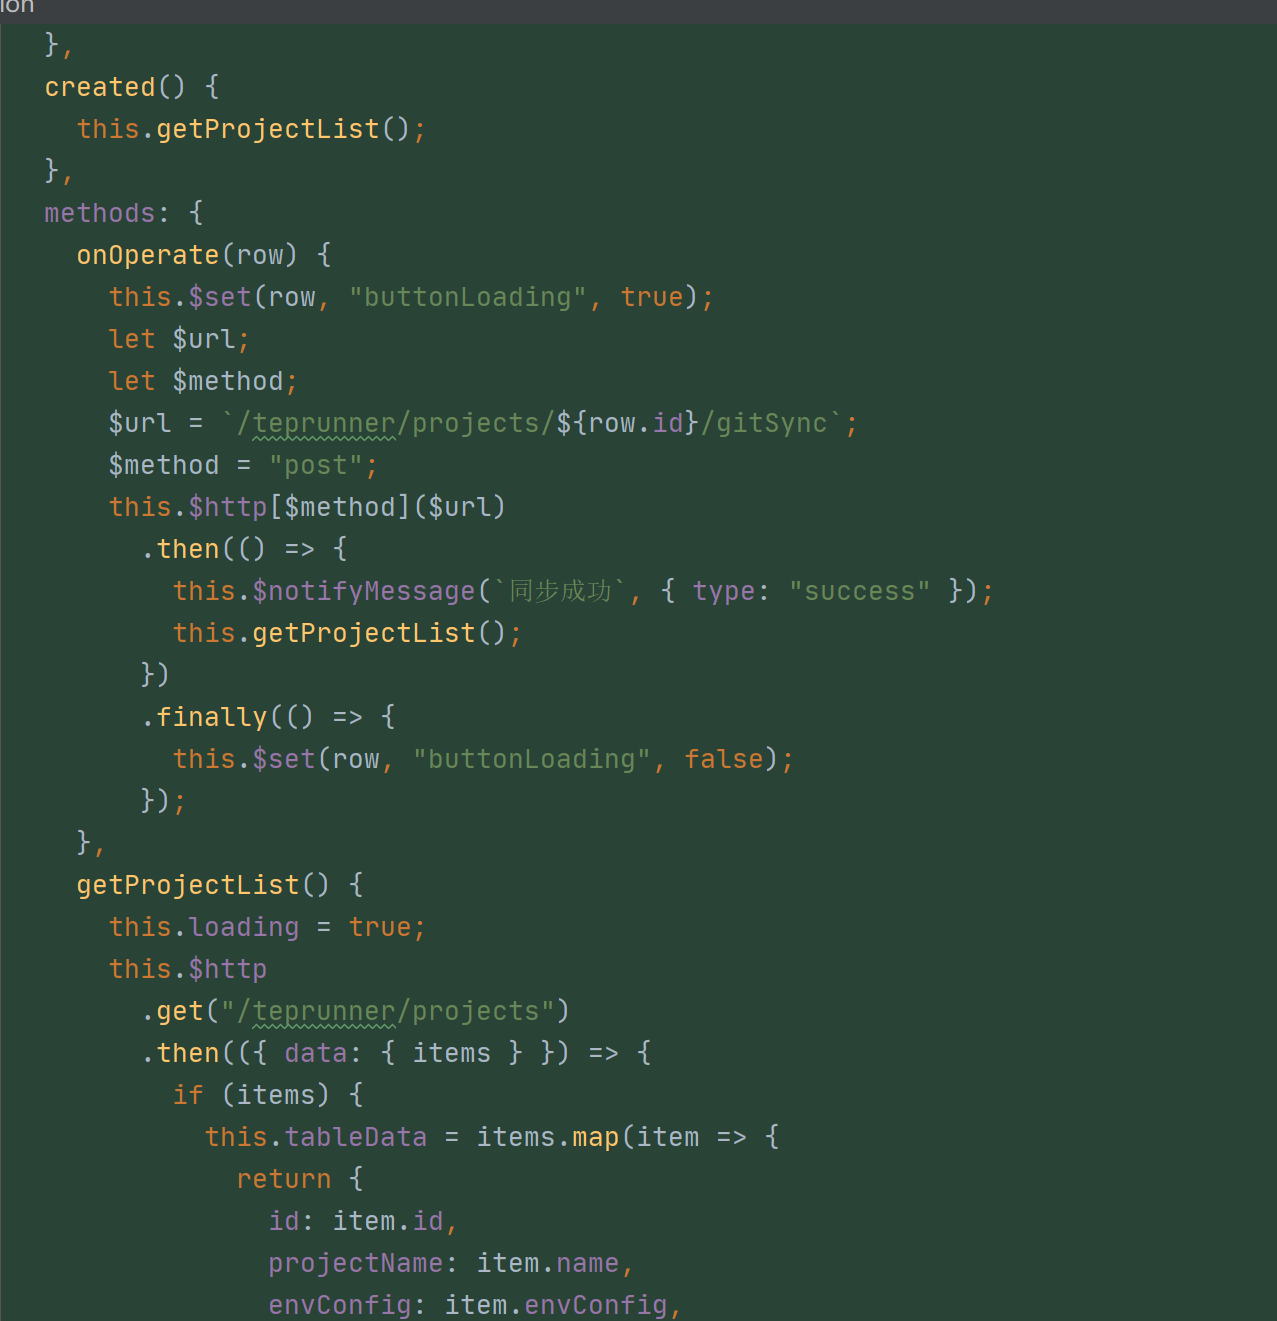 ion
},
created() {
  this.getProjectList();
},
methods: {
  onOperate(row) {
    this.$set(row, "buttonLoading", true);
    let $url;
    let $method;
    $url = `/teprunner/projects/${row.id}/gitSync`;
    $method = "post";
    this.$http[$method]($url)
      .then(() => {
        this.$notifyMessage(`同步成功`, { type: "success" });
        this.getProjectList();
      })
      .finally(() => {
        this.$set(row, "buttonLoading", false);
      });
  },
  getProjectList() {
    this.loading = true;
    this.$http
      .get("/teprunner/projects")
      .then(({ data: { items } }) => {
        if (items) {
          this.tableData = items.map(item => {
            return {
              id: item.id,
              projectName: item.name,
              envConfig: item.envConfig,